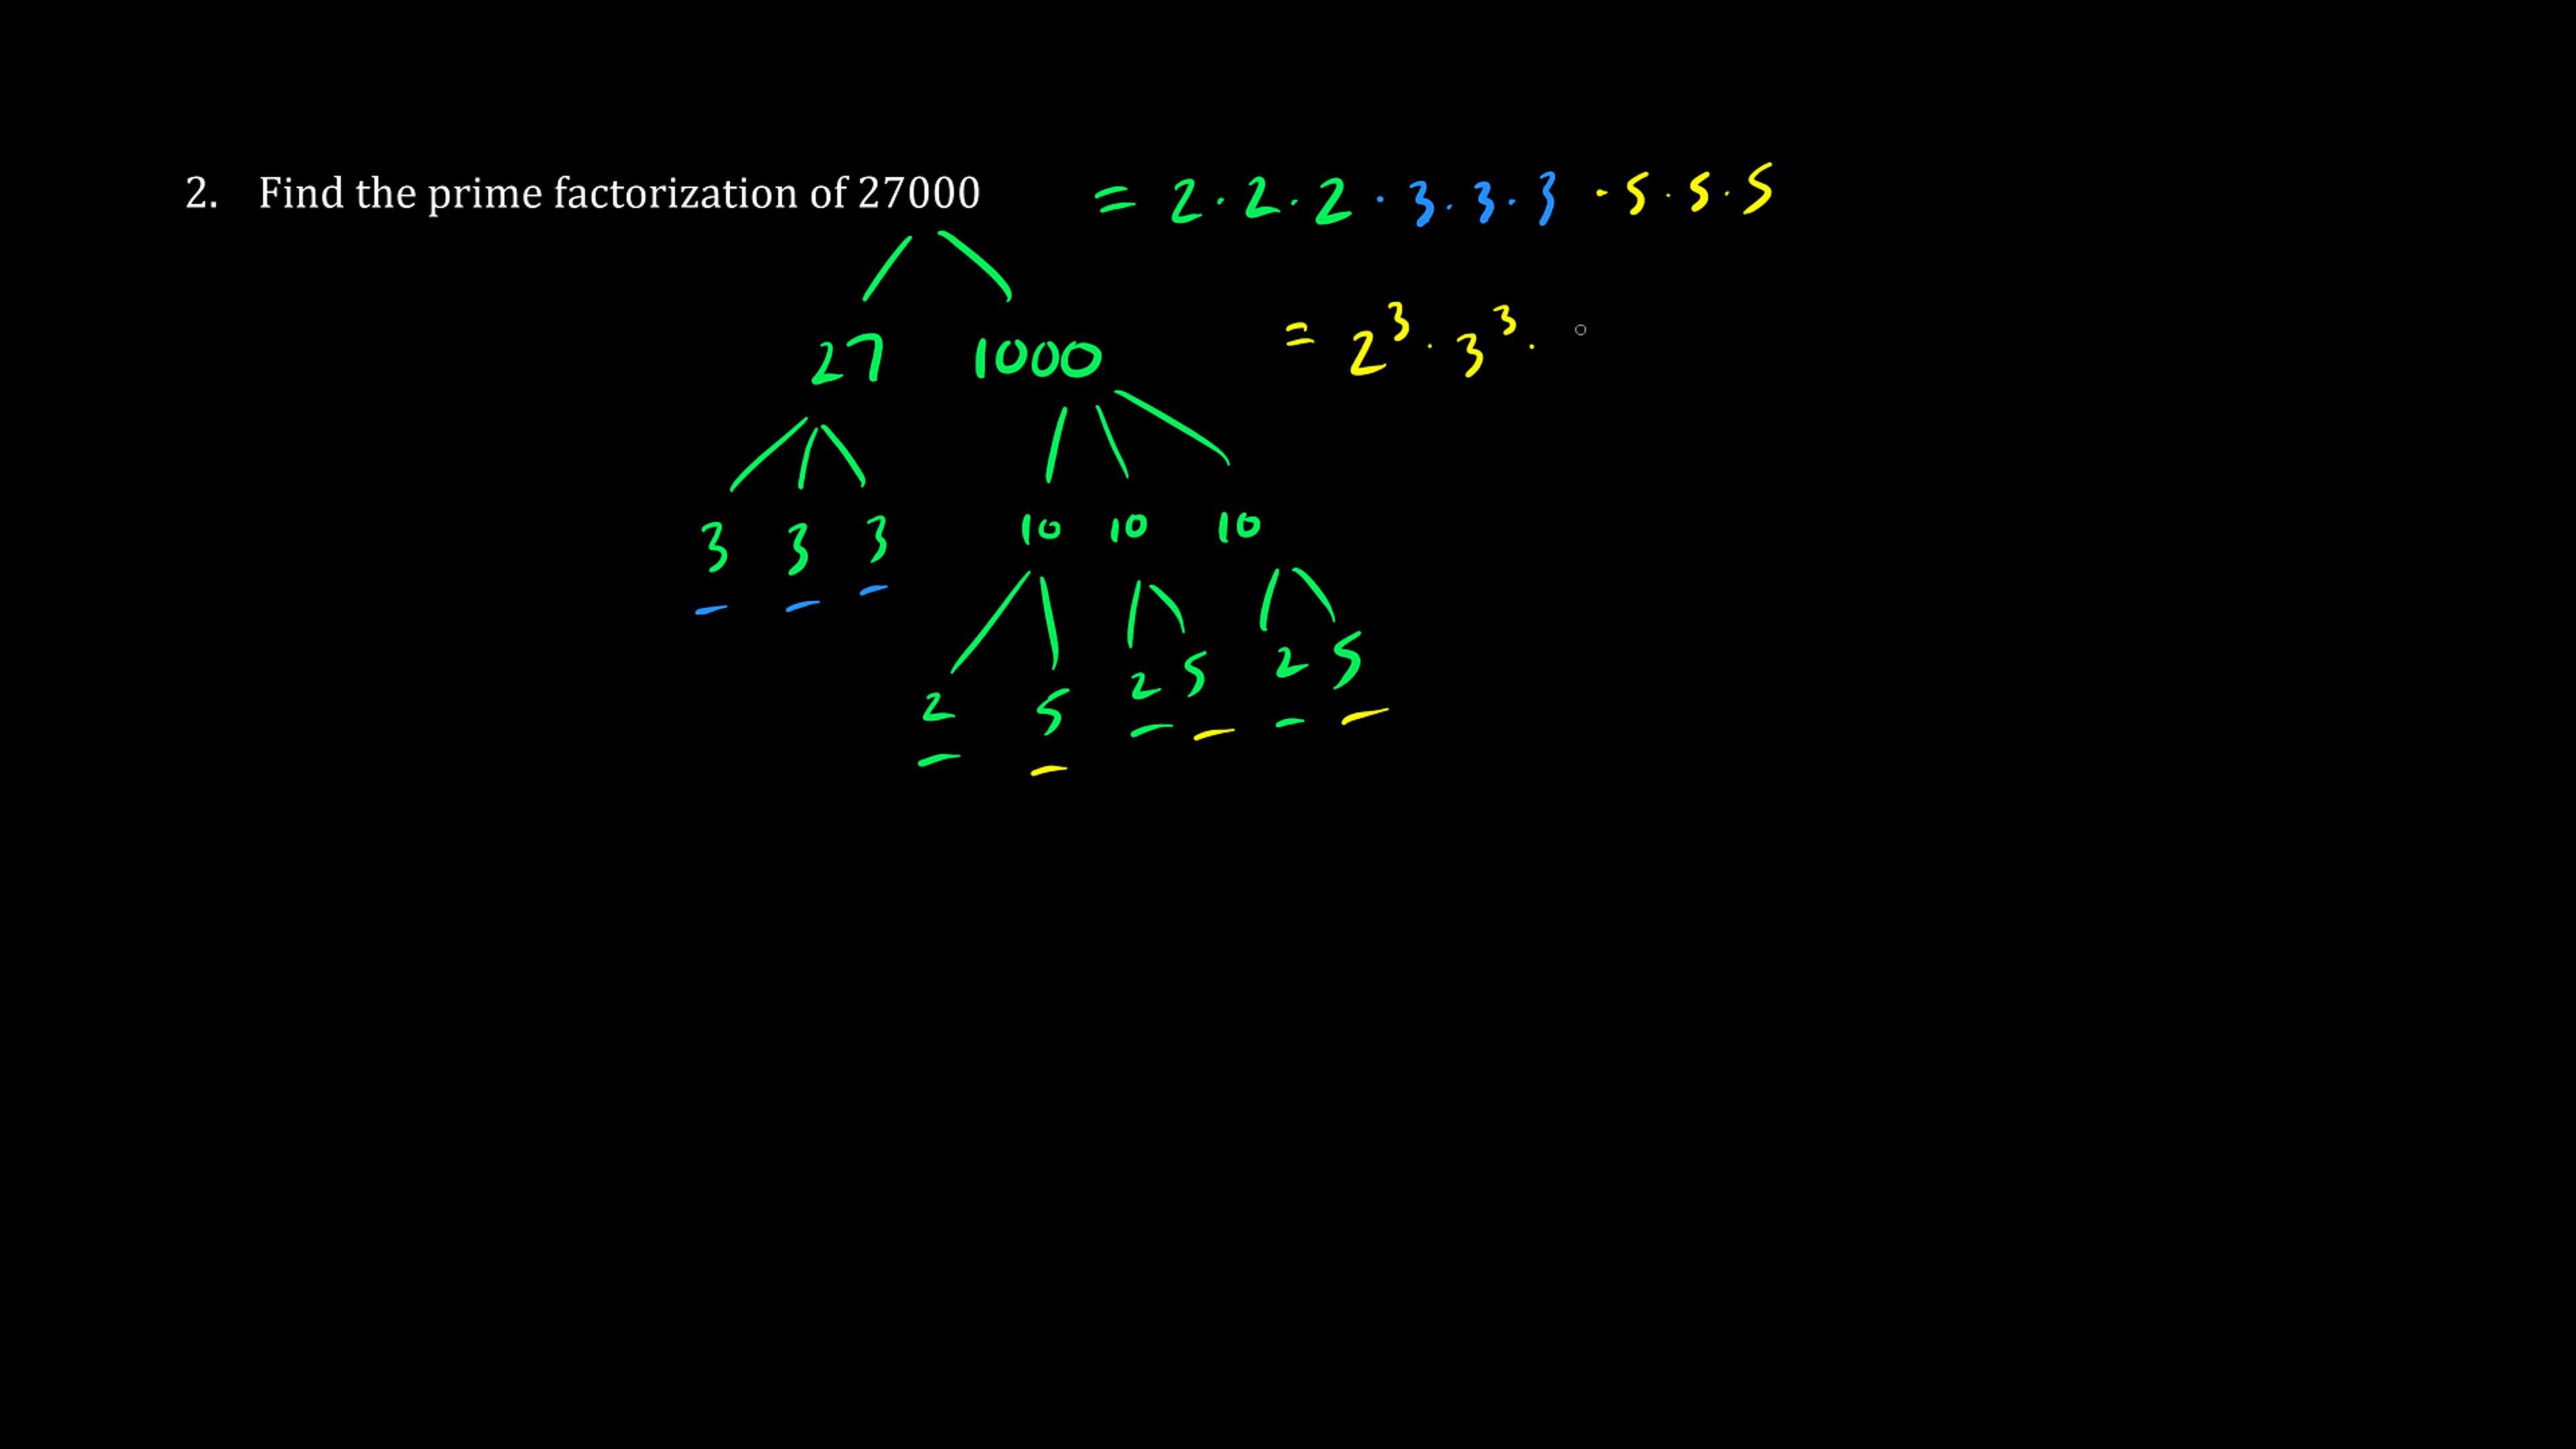 2. Find the prime factorization of 27000 = 2 · 2 · 2 · 3 · 3 · 3 · 5 · 5 · 5
27 1000 = 2³ · 3³ ·
3 3 3 10 10 10
2 5 2 5 2 5